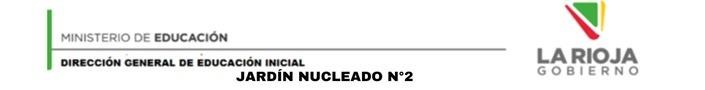 MINISTERIO DE EDUCACIÓN
DIRECCIÓN GENERAL DE EDUCACIÓN INICIAL
JARDÍN NUCLEADO N°2
LA RIOJA
GOBIERNO